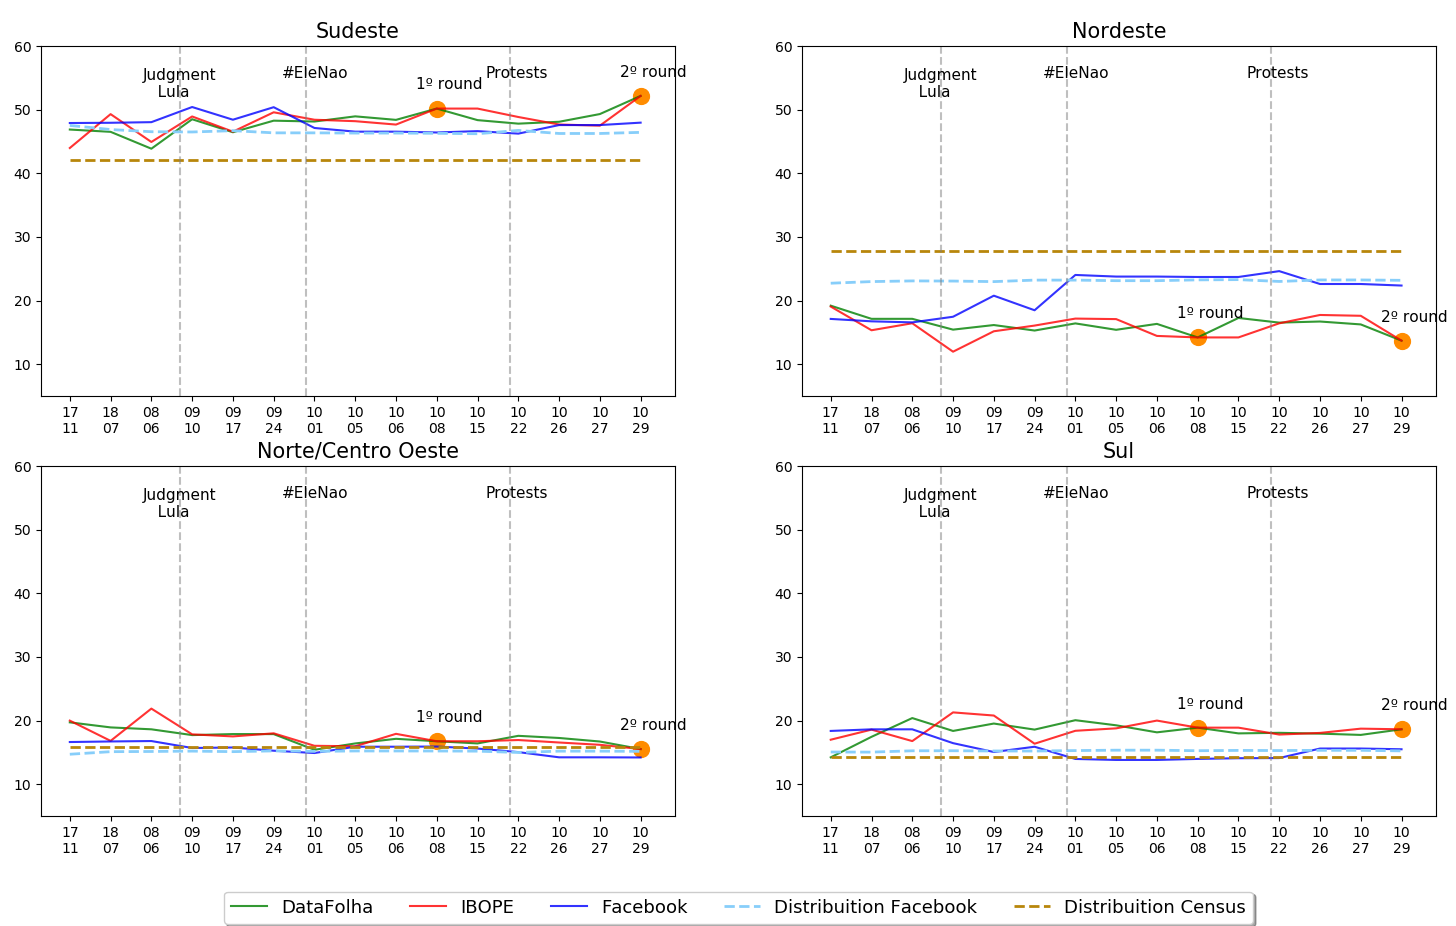 Sudeste
60
50
40
30
20
10
Judgment
Lula
#EleNao
1º round
Protests
2º round
17 18 08 09 09 09 10 10 10 10 10 10 10 10 10
11 07 06 10 17 24 01 05 06 08 15 22 26 27 29
Nordeste
60
50
40
30
20
10
Judgment
Lula
#EleNao
Protests
1º round
2º round
17 18 08 09 09 09 10 10 10 10 10 10 10 10 10
11 07 06 10 17 24 01 05 06 08 15 22 26 27 29
Norte/Centro Oeste
60
50
40
30
20
10
Judgment
Lula
#EleNao
Protests
1º round
2º round
17 18 08 09 09 09 10 10 10 10 10 10 10 10 10
11 07 06 10 17 24 01 05 06 08 15 22 26 27 29
Sul
60
50
40
30
20
10
Judgment
Lula
#EleNao
Protests
1º round
2º round
17 18 08 09 09 09 10 10 10 10 10 10 10 10 10
11 07 06 10 17 24 01 05 06 08 15 22 26 27 29
DataFolha IBOPE Facebook Distribuition Facebook Distribuition Census